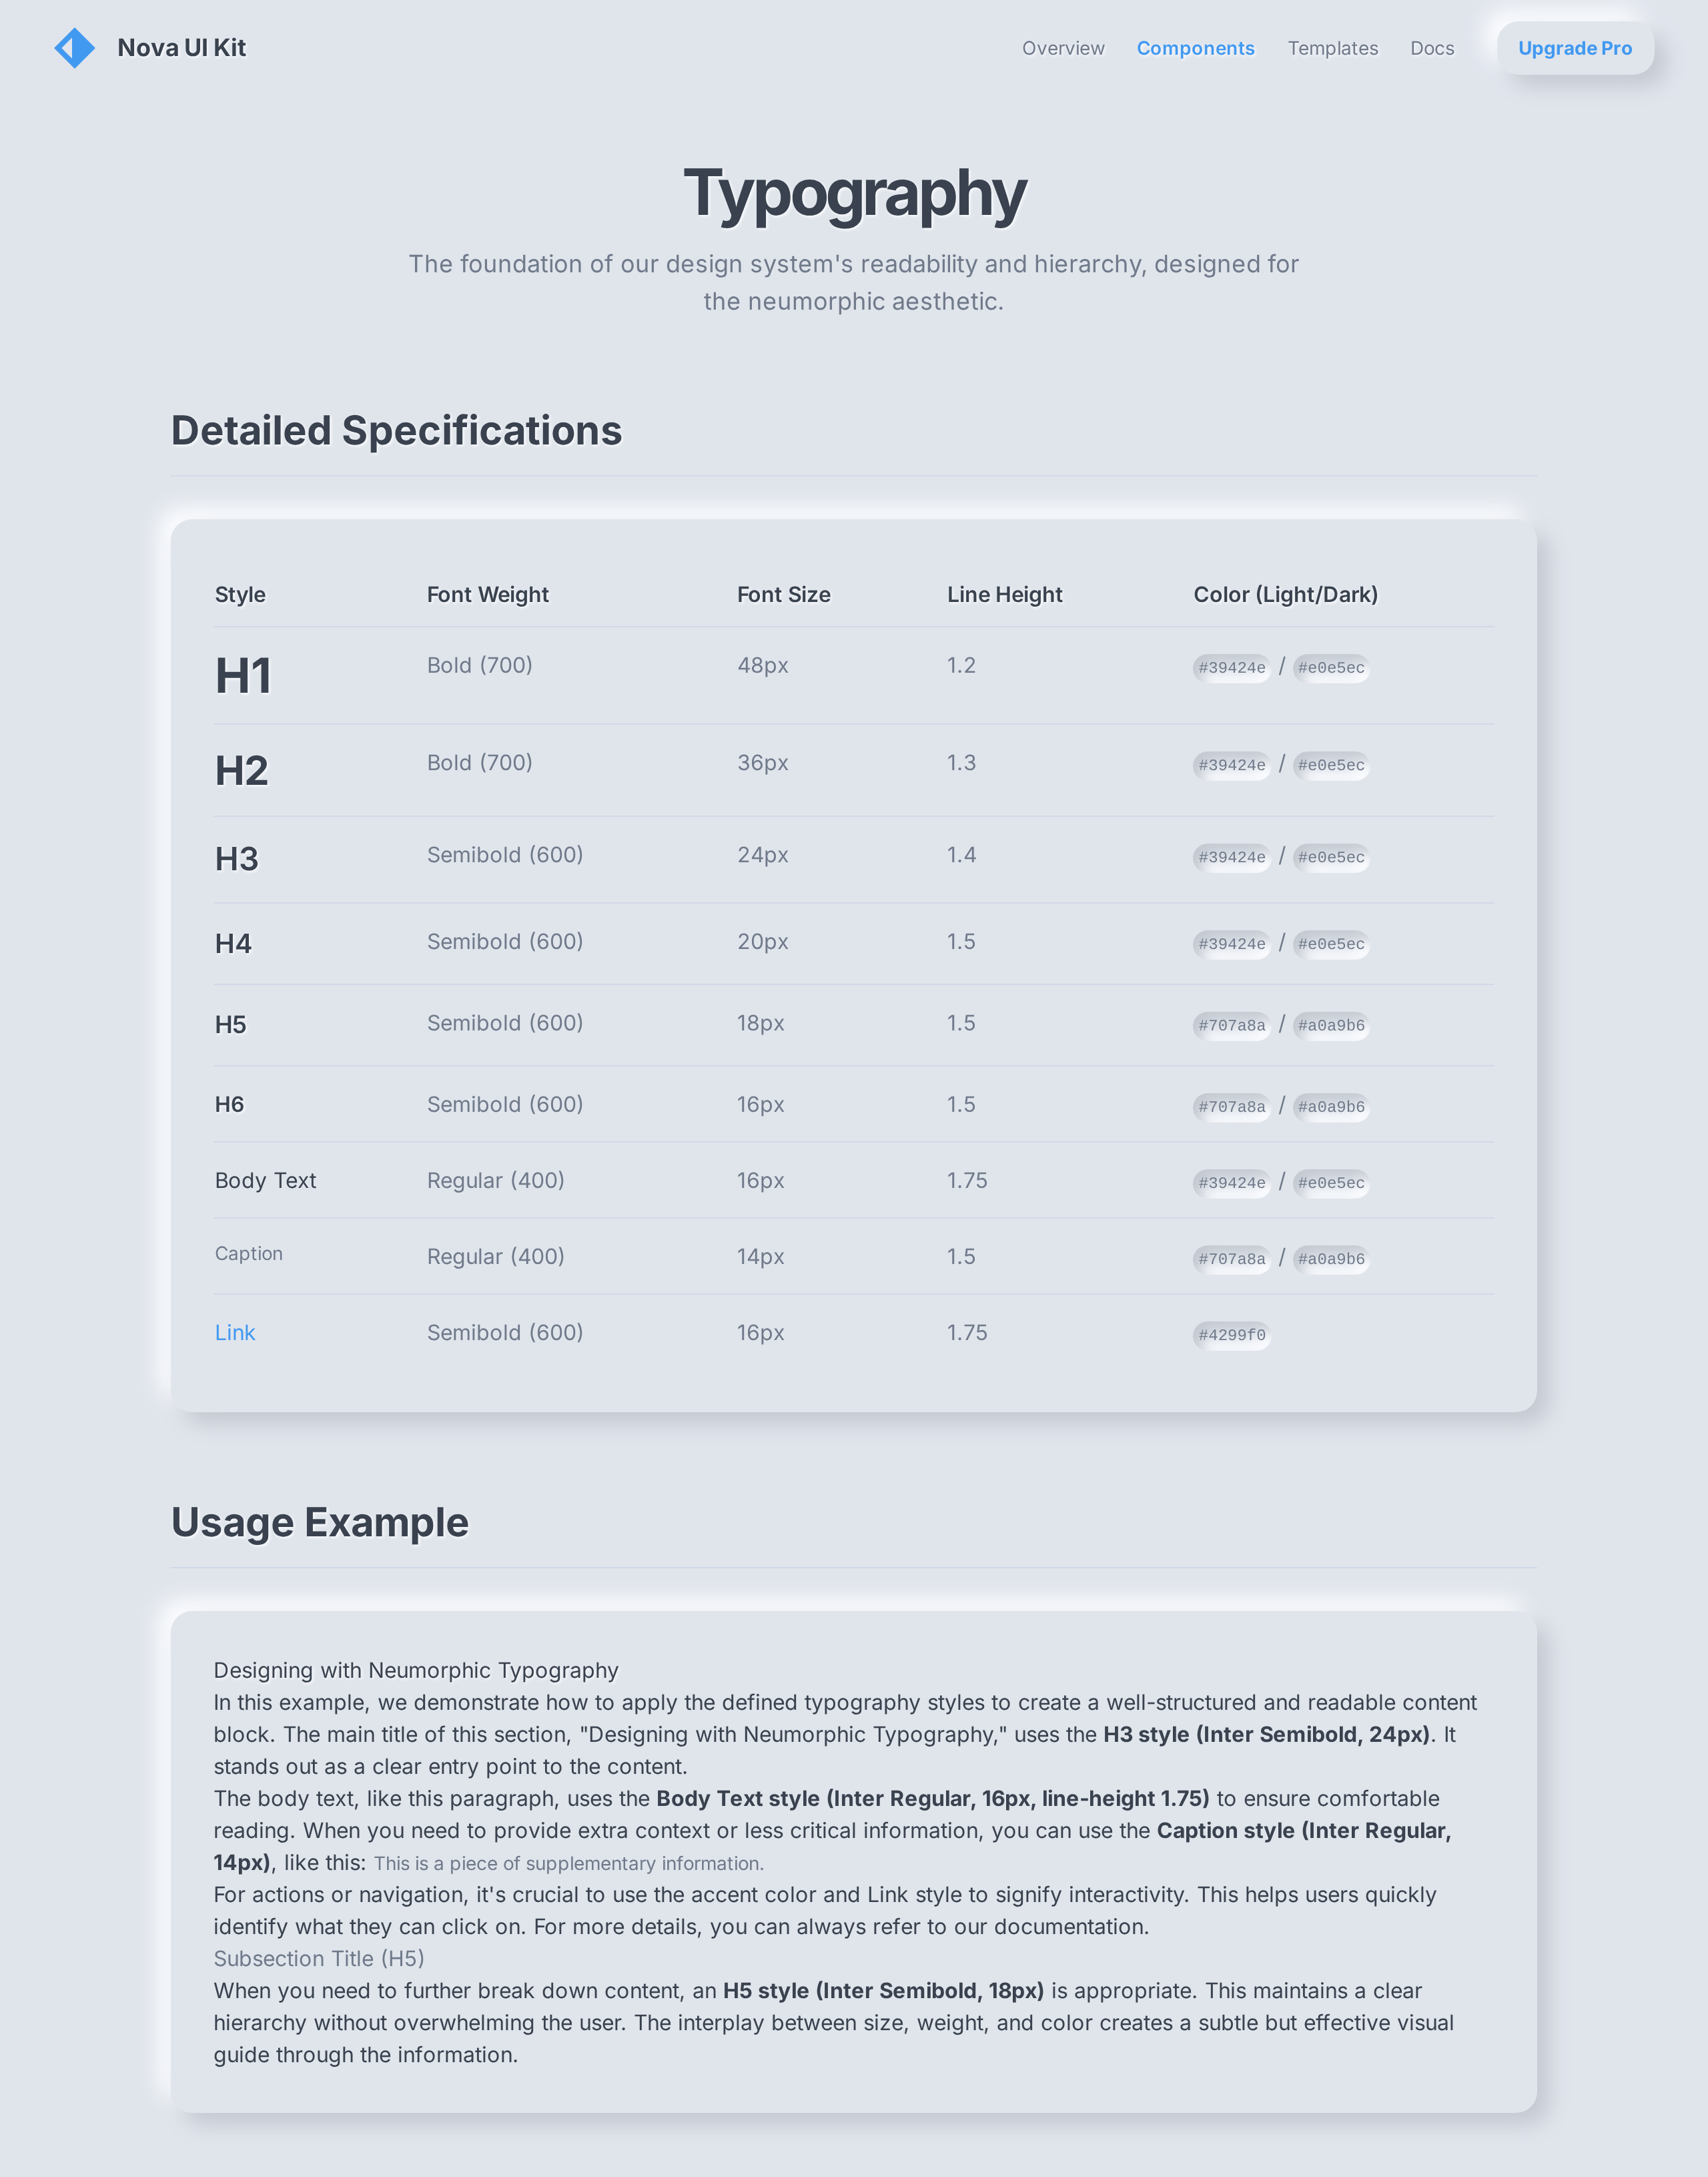 Nova UI Kit
Overview Components Templates Docs Upgrade Pro
Typography
The foundation of our design system's readability and hierarchy, designed for
the neumorphic aesthetic.
Detailed Specifications
Style Font Weight Font Size Line Height Color (Light/Dark)
H1 Bold (700) 48px 1.2 #39424e / #e0e5ec
H2 Bold (700) 36px 1.3 #39424e / #e0e5ec
H3 Semibold (600) 24px 1.4 #39424e / #e0e5ec
H4 Semibold (600) 20px 1.5 #39424e / #e0e5ec
H5 Semibold (600) 18px 1.5 #707a8a / #a0a9b6
H6 Semibold (600) 16px 1.5 #707a8a / #a0a9b6
Body Text Regular (400) 16px 1.75 #39424e / #e0e5ec
Caption Regular (400) 14px 1.5 #707a8a / #a0a9b6
Link Semibold (600) 16px 1.75 #4299f0
Usage Example
Designing with Neumorphic Typography
In this example, we demonstrate how to apply the defined typography styles to create a well-structured and readable content
block. The main title of this section, "Designing with Neumorphic Typography," uses the H3 style (Inter Semibold, 24px). It
stands out as a clear entry point to the content.
The body text, like this paragraph, uses the Body Text style (Inter Regular, 16px, line-height 1.75) to ensure comfortable
reading. When you need to provide extra context or less critical information, you can use the Caption style (Inter Regular,
14px), like this: This is a piece of supplementary information.
For actions or navigation, it's crucial to use the accent color and Link style to signify interactivity. This helps users quickly
identify what they can click on. For more details, you can always refer to our documentation.
Subsection Title (H5)
When you need to further break down content, an H5 style (Inter Semibold, 18px) is appropriate. This maintains a clear
hierarchy without overwhelming the user. The interplay between size, weight, and color creates a subtle but effective visual
guide through the information.